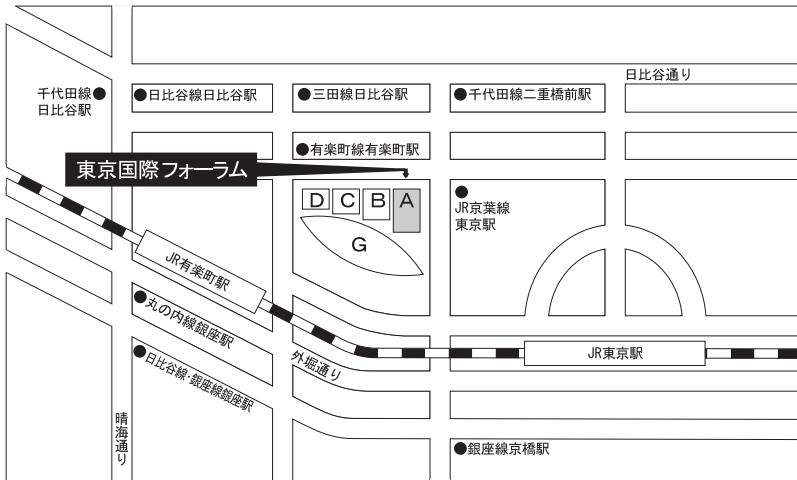 日比谷通り
千代田線
日比谷駅
日比谷線日比谷駅
三田線日比谷駅
千代田線二重橋前駅
有楽町線有楽町駅
東京国際フォーラム
D
C
B
A
G
JR京葉線
東京駅
JR有楽町駅
丸の内線銀座駅
日比谷線・銀座線銀座駅
外堀通り
JR東京駅
晴海通り
銀座線京橋駅